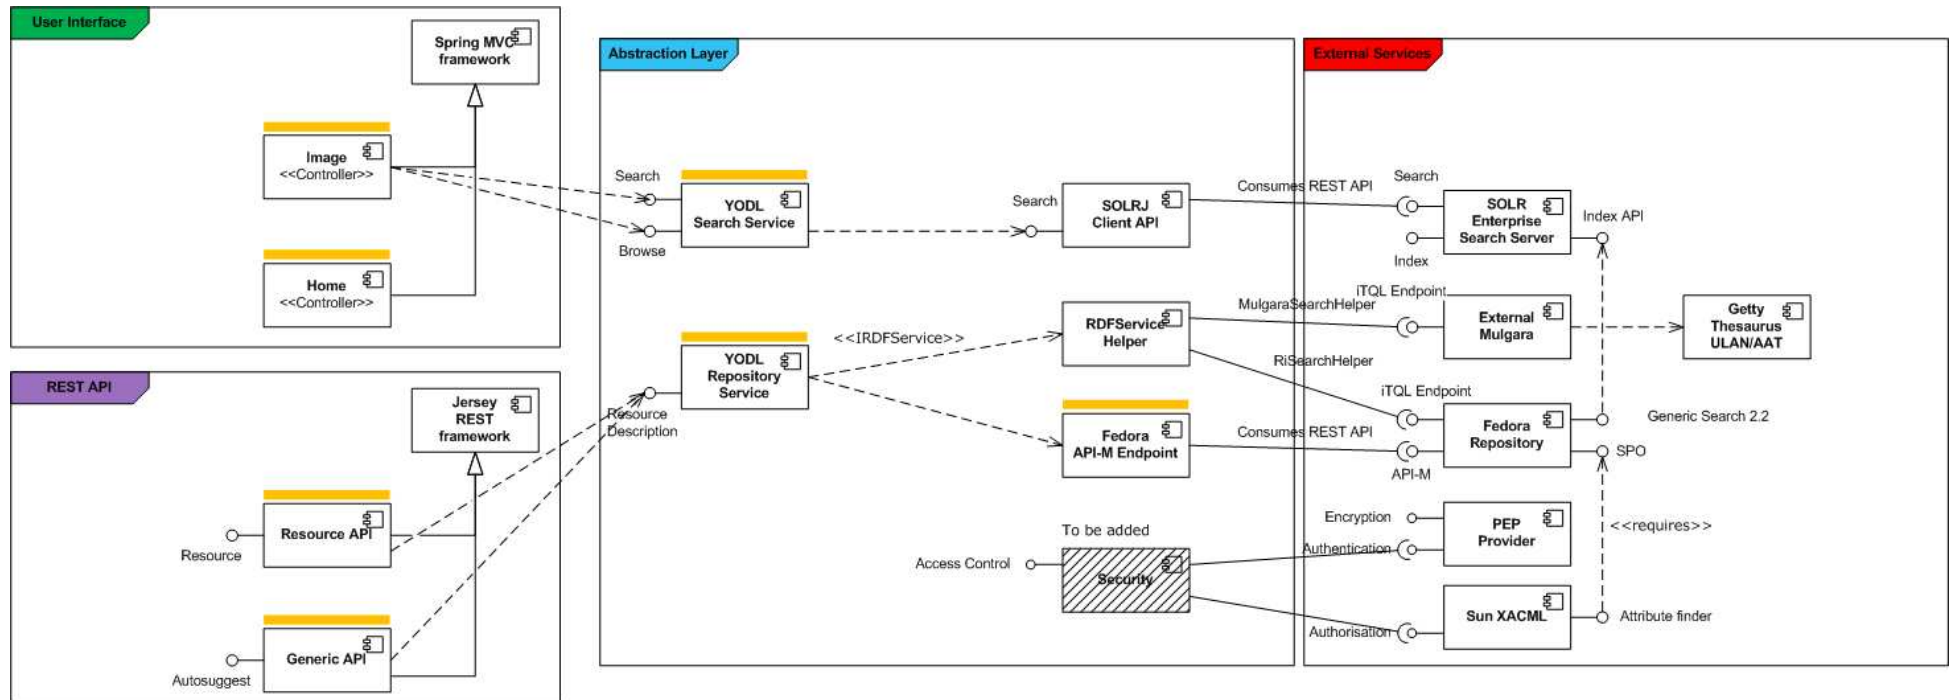 User Interface
Spring MVC
framework
Image
<<Controller>>
Home
<<Controller>>
REST API
Jersey
REST
framework
Resource API
Resource
Generic API
Autosuggest
Abstraction Layer
Search
YODL
Search Service
Browse
Search
SOLRJ
Client API
<<IRDFService>>
RDFService
Helper
YODL
Repository
Service
Resource
Description
Fedora
API-M Endpoint
To be added
Access Control
Security
External Services
Consumes REST API
Search
SOLR
Enterprise
Search Server
Index API
Index
iTQL Endpoint
MulgaraSearchHelper
External
Mulgara
Getty
Thesaurus
ULAN/AAT
RiSearchHelper
iTQL Endpoint
Fedora
Repository
Generic Search 2.2
Consumes REST API
API-M
SPO
Encryption
PEP
Provider
<<requires>>
Authentication
Sun XACML
Attribute finder
Authorisation